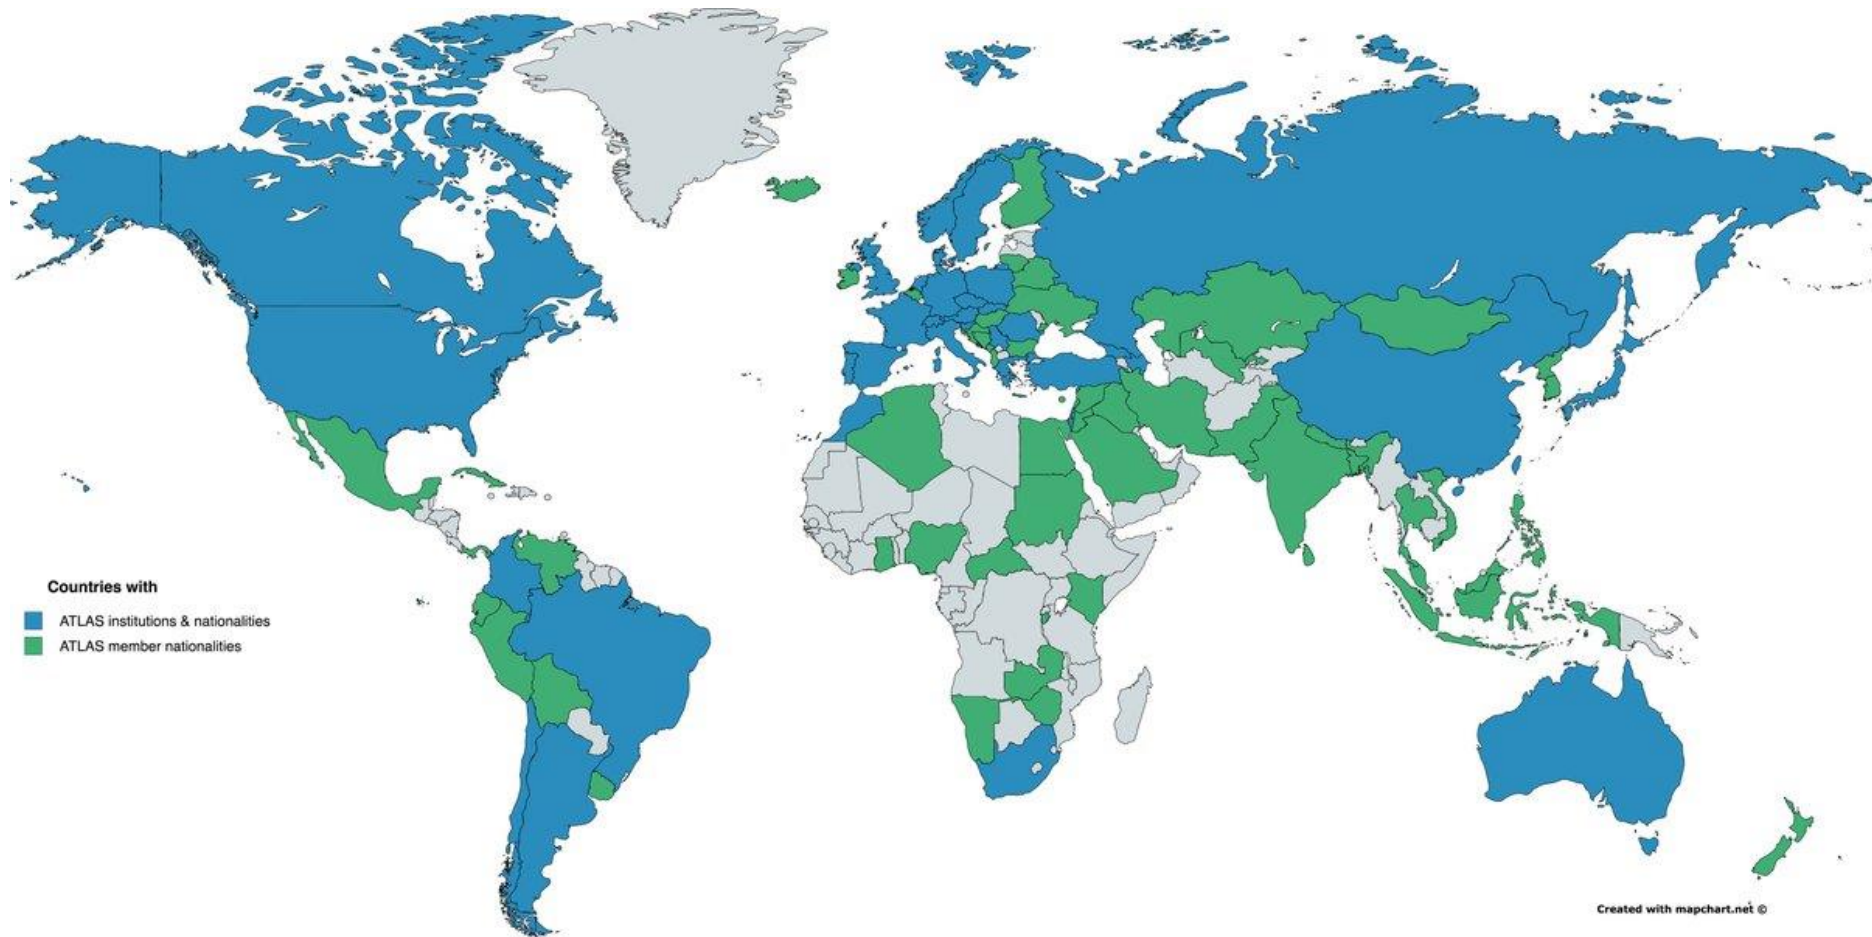 Countries with
ATLAS institutions & nationalities
ATLAS member nationalities
Created with mapchart.net ©